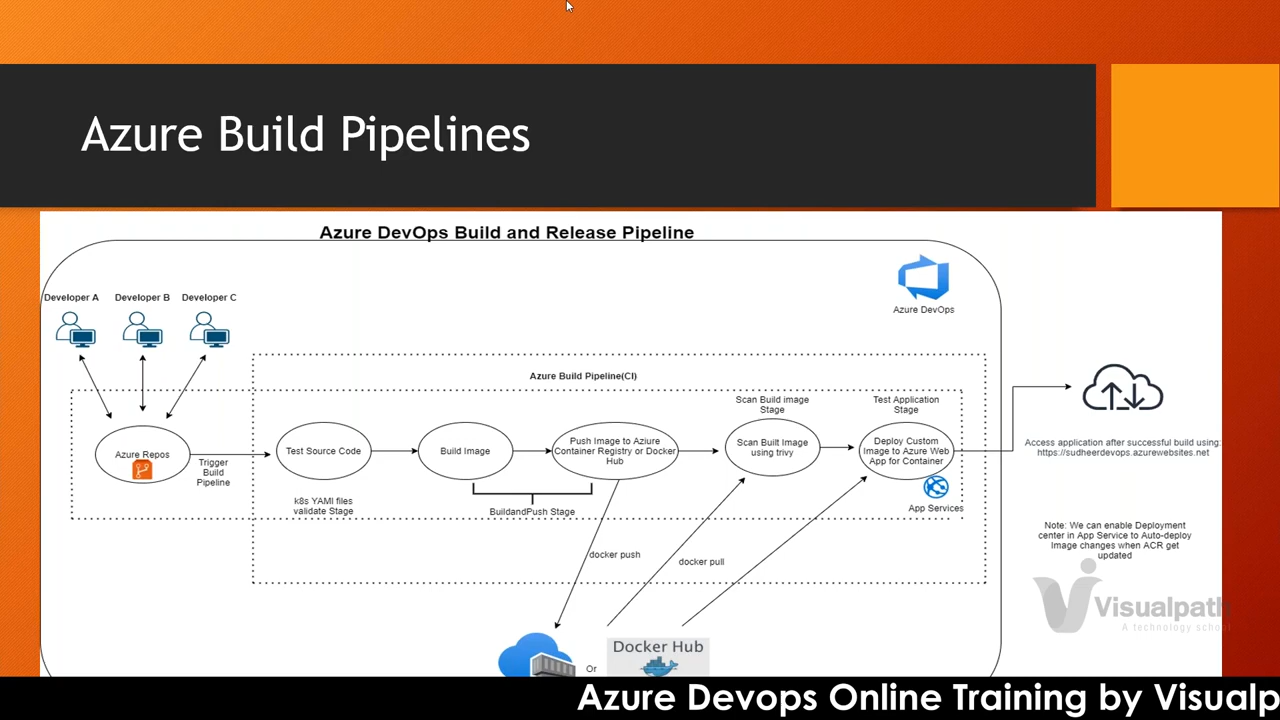 Azure Build Pipelines
Azure DevOps Build and Release Pipeline
Azure DevOps
Developer A
Developer B
Developer C
Azure Build Pipeline(CI)
Scan Build image
Stage
Test Application
Stage
Azure Repos
Trigger
Build
Pipeline
Test Source Code
Build Image
Push Image to Azure
Container Registry or Docker
Hub
Scan Built Image
using trivy
Deploy Custom
Image to Azure Web
App for Container
k8s YAMl files
validate Stage
BuildandPush Stage
App Services
Access application after successful build using:
https://sudheerdevops.azurewebsites.net
Note: We can enable Deployment
center in App Service to Auto-deploy
Image changes when ACR get
updated
docker push
docker pull
Visualpath
A technology school
Or
Docker Hub
Azure Devops Online Training by Visualp